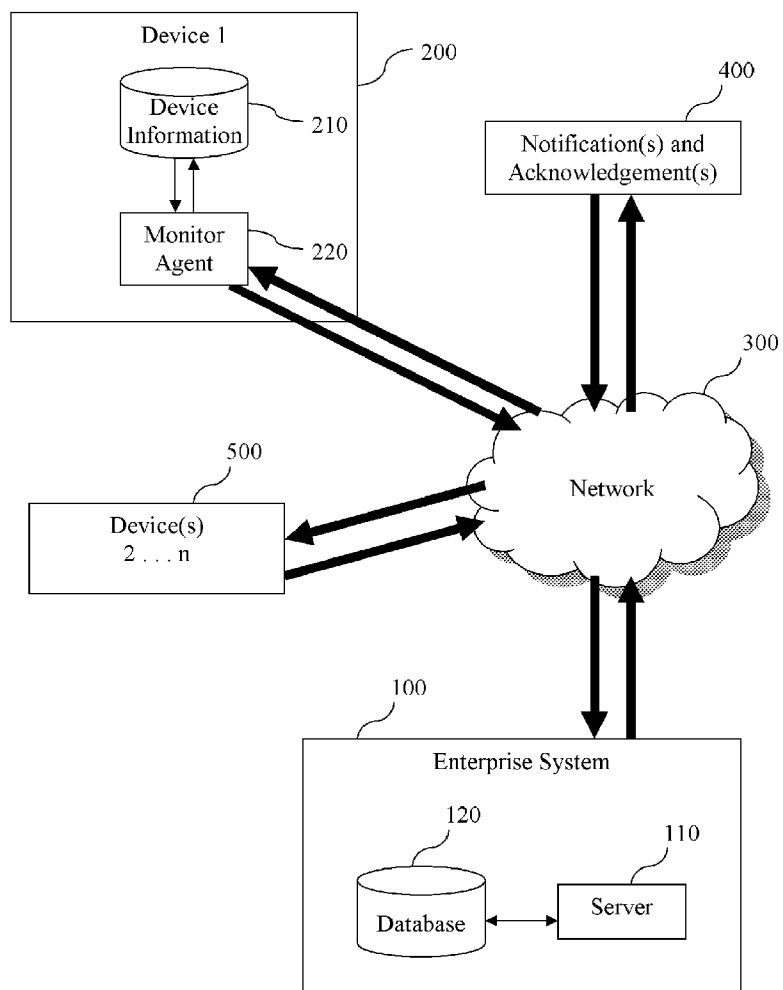 Device 1
200
Device
Information
210
Monitor
Agent
220
400
Notification(s) and
Acknowledgement(s)
300
Network
500
Device(s)
2 . . . n
100
Enterprise System
120
Database
110
Server